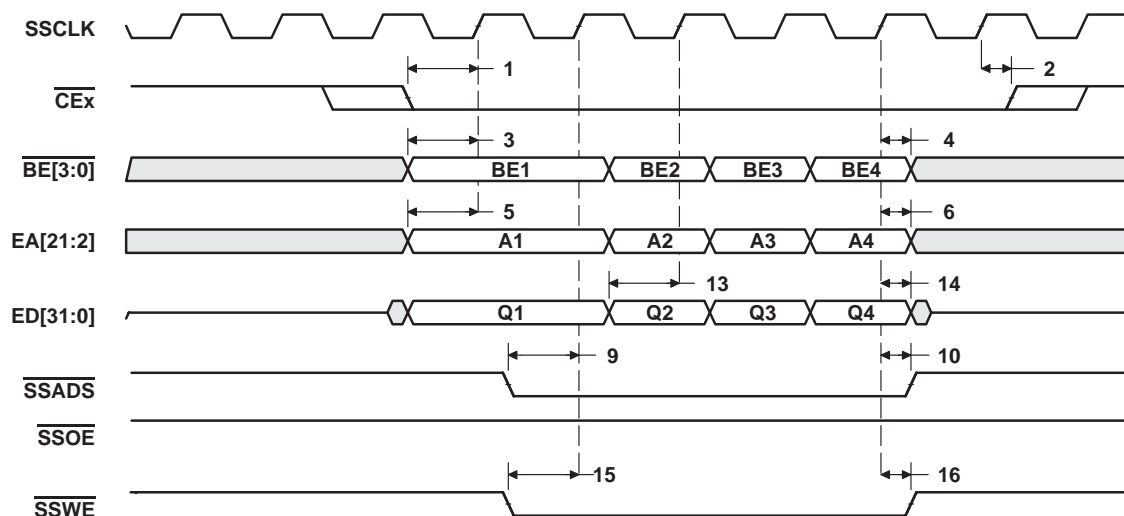 SSCLK
1 2
CEx
3 4
BE[3:0] BE1 BE2 BE3 BE4
5 6
EA[21:2] A1 A2 A3 A4
13 14
ED[31:0] Q1 Q2 Q3 Q4
9 10
SSADS
SSOE
15 16
SSWE